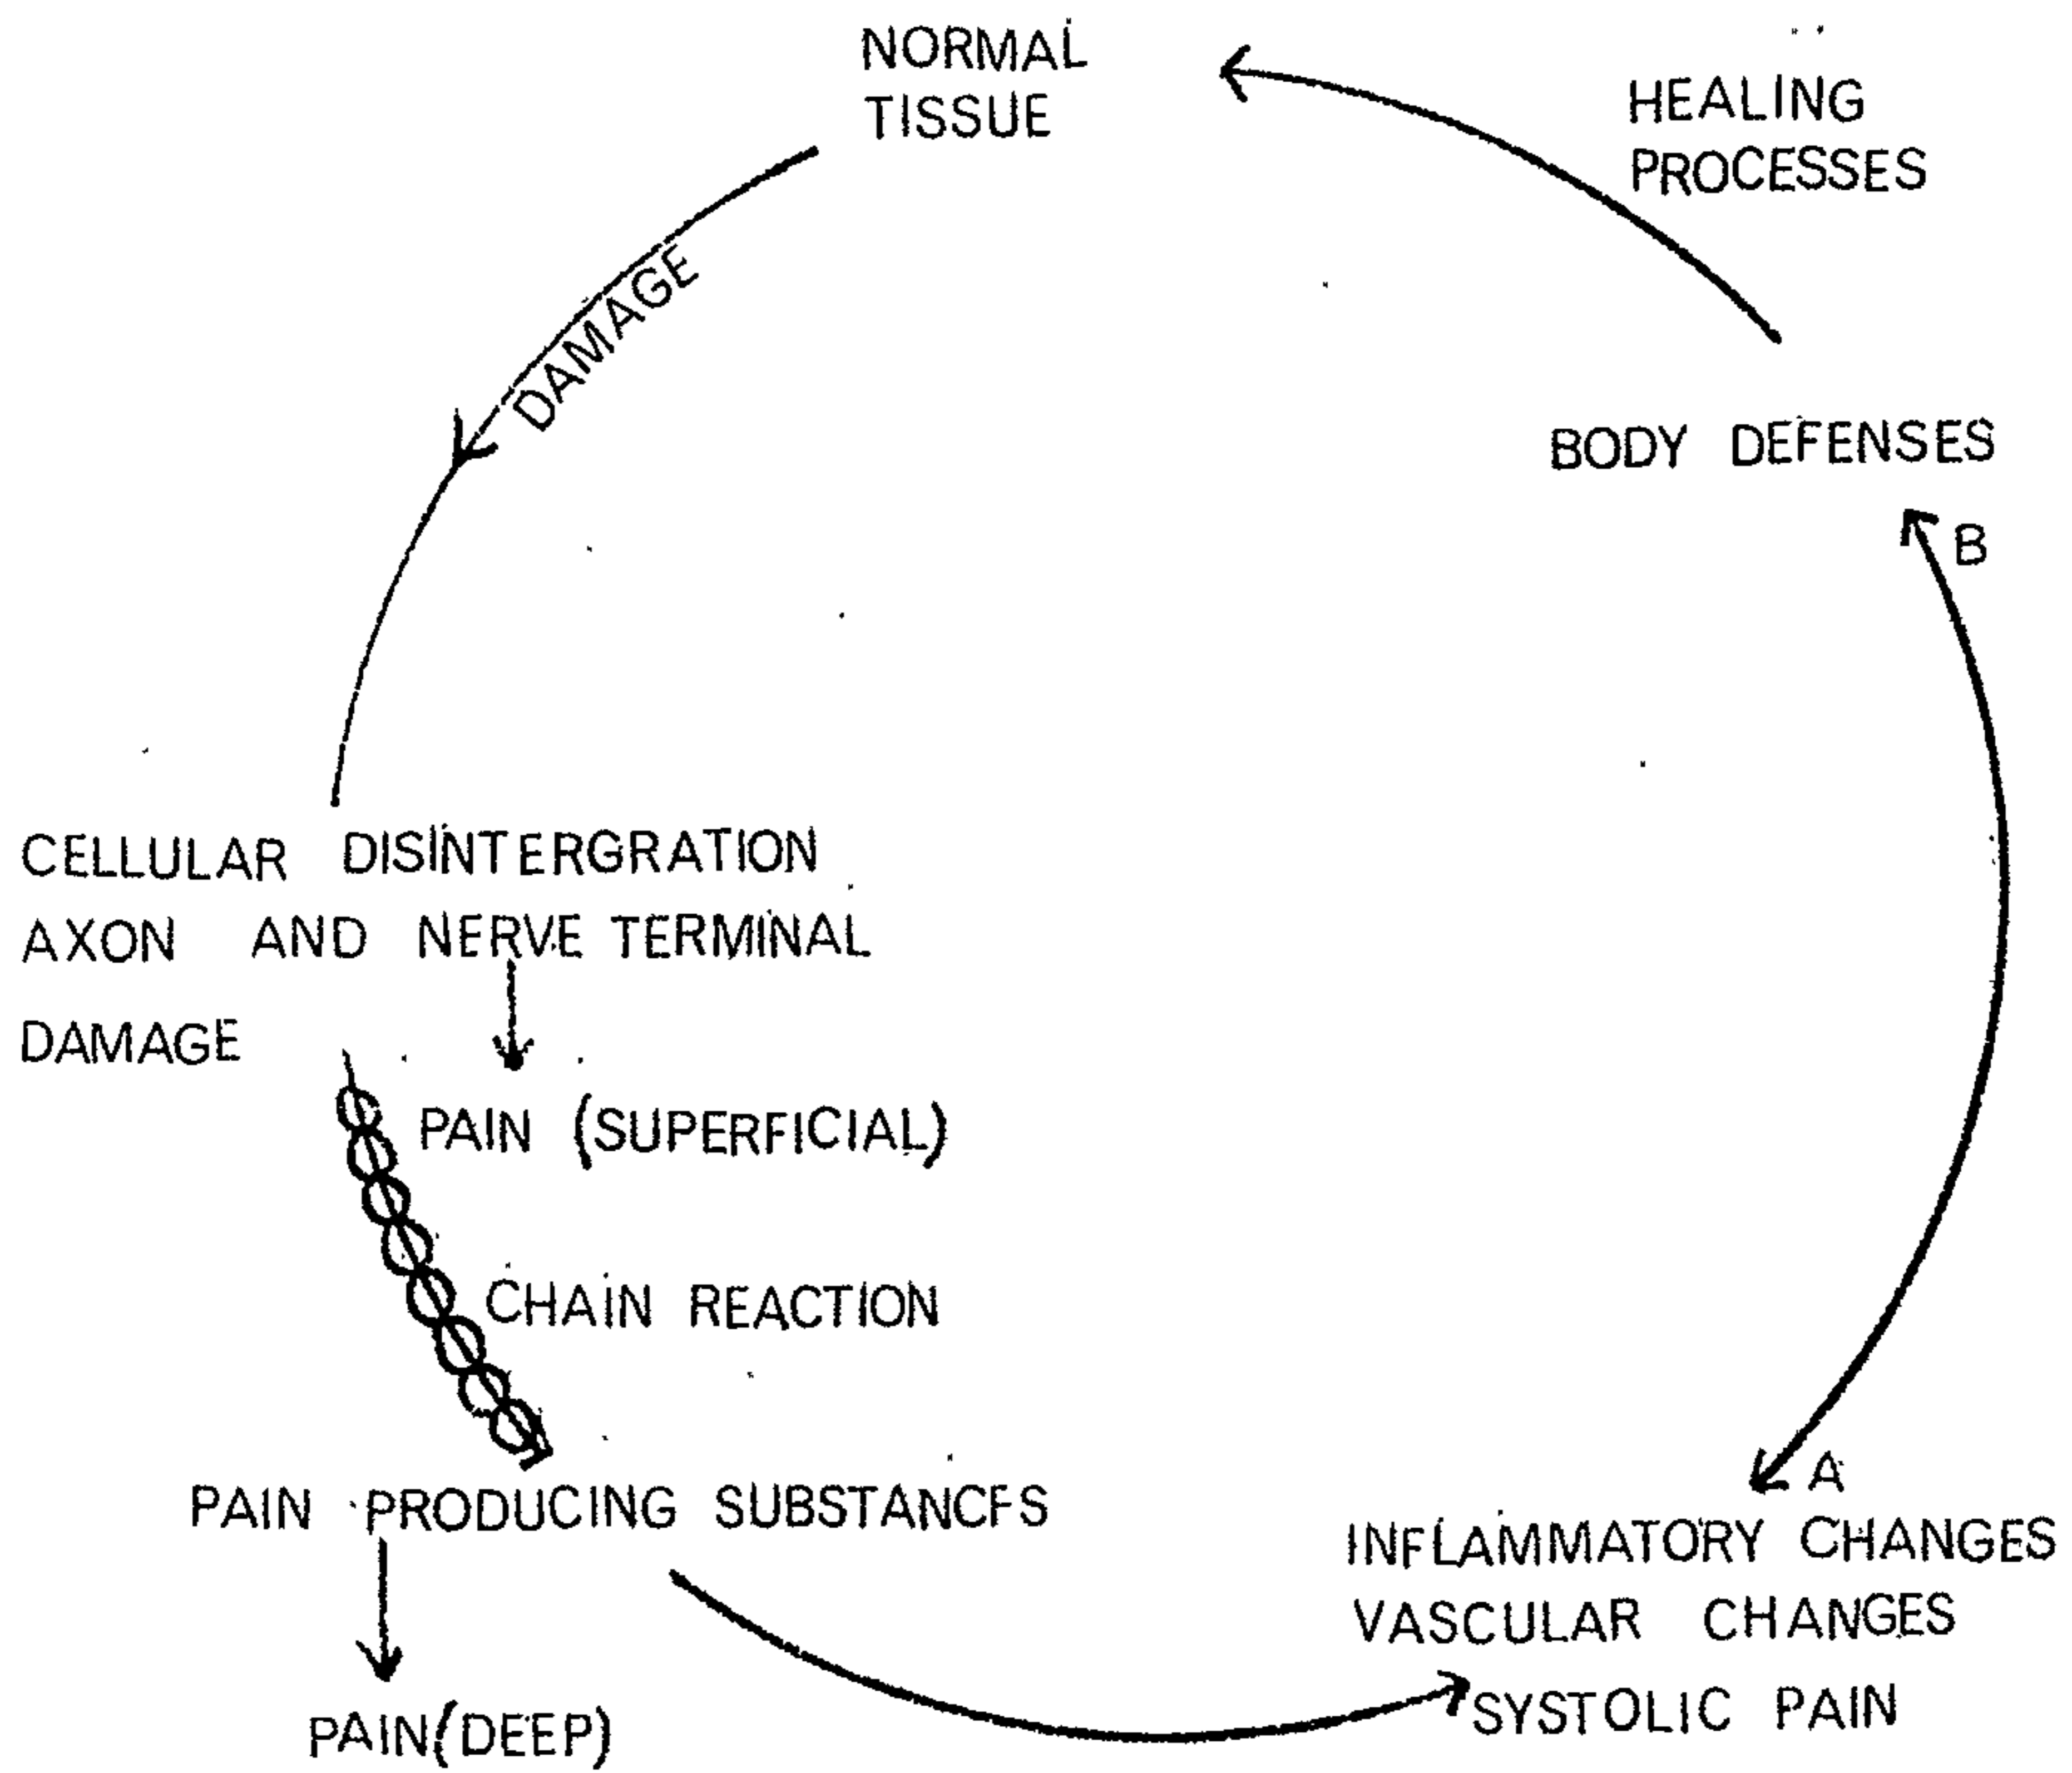 NORMAL
TISSUE
HEALING
PROCESSES
DAMAGE
BODY DEFENSES
B
CELLULAR DISINTERGRATION
AXON AND NERVE TERMINAL
DAMAGE
PAIN (SUPERFICIAL)
CHAIN REACTION
PAIN PRODUCING SUBSTANCES
A
INFLAMMATORY CHANGES
VASCULAR CHANGES
SYSTOLIC PAIN
PAIN(DEEP)